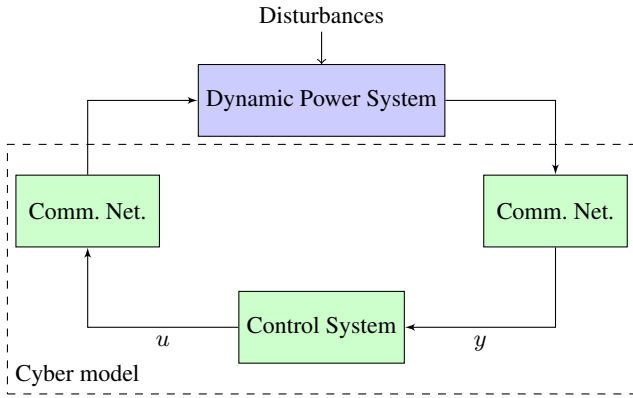 Disturbances
Dynamic Power System
Comm. Net.
Comm. Net.
Control System
u
y
Cyber model